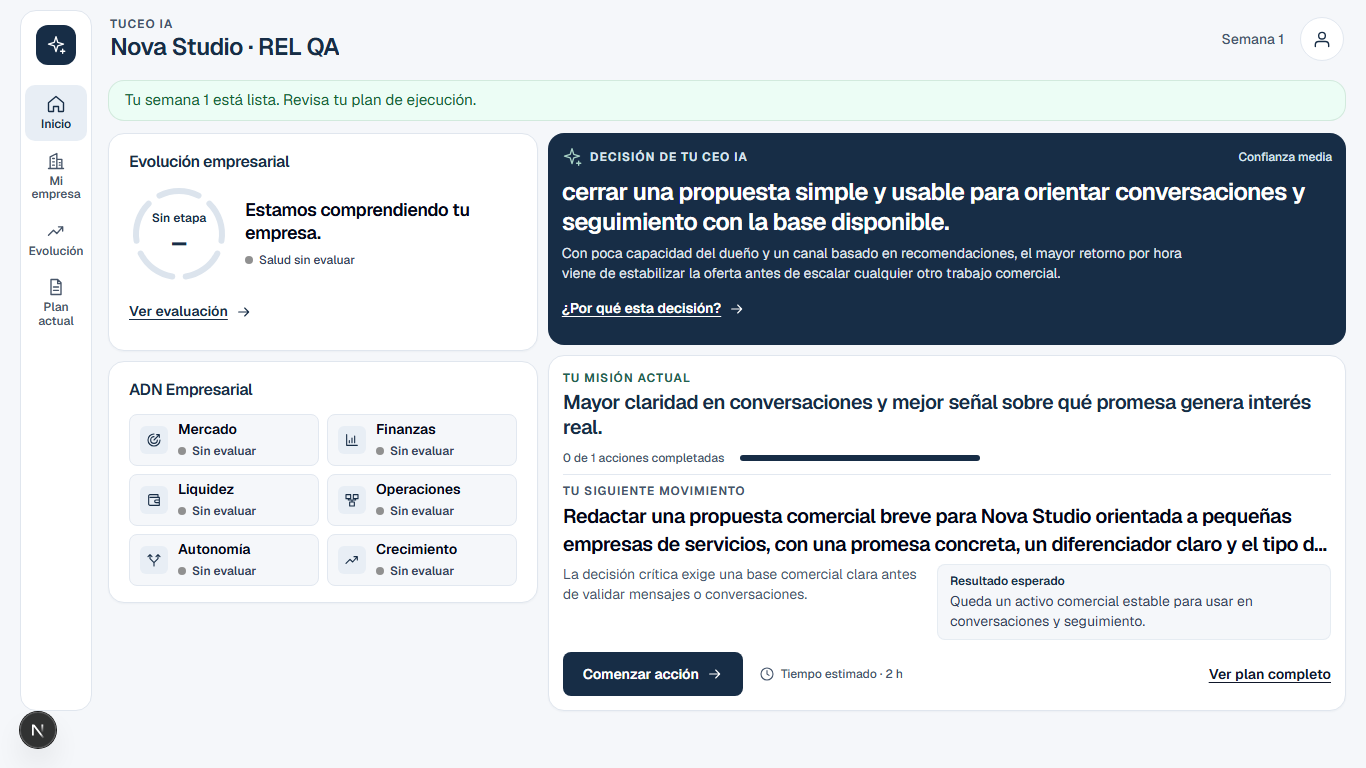 TUCEO IA
Nova Studio · REL QA
Semana 1
Inicio
Mi
empresa
Evolución
Plan
actual
Tu semana 1 está lista. Revisa tu plan de ejecución.
Evolución empresarial
Sin etapa
–
Estamos comprendiendo tu
empresa.
Salud sin evaluar
Ver evaluación →
ADN Empresarial
Mercado
Sin evaluar
Finanzas
Sin evaluar
Liquidez
Sin evaluar
Operaciones
Sin evaluar
Autonomía
Sin evaluar
Crecimiento
Sin evaluar
DECISIÓN DE TU CEO IA
Confianza media
cerrar una propuesta simple y usable para orientar conversaciones y
seguimiento con la base disponible.
Con poca capacidad del dueño y un canal basado en recomendaciones, el mayor retorno por hora
viene de estabilizar la oferta antes de escalar cualquier otro trabajo comercial.
¿Por qué esta decisión? →
TU MISIÓN ACTUAL
Mayor claridad en conversaciones y mejor señal sobre qué promesa genera interés
real.
0 de 1 acciones completadas
TU SIGUIENTE MOVIMIENTO
Redactar una propuesta comercial breve para Nova Studio orientada a pequeñas
empresas de servicios, con una promesa concreta, un diferenciador claro y el tipo d...
La decisión crítica exige una base comercial clara antes
de validar mensajes o conversaciones.
Resultado esperado
Queda un activo comercial estable para usar en
conversaciones y seguimiento.
Comenzar acción →
Tiempo estimado · 2 h
Ver plan completo
N